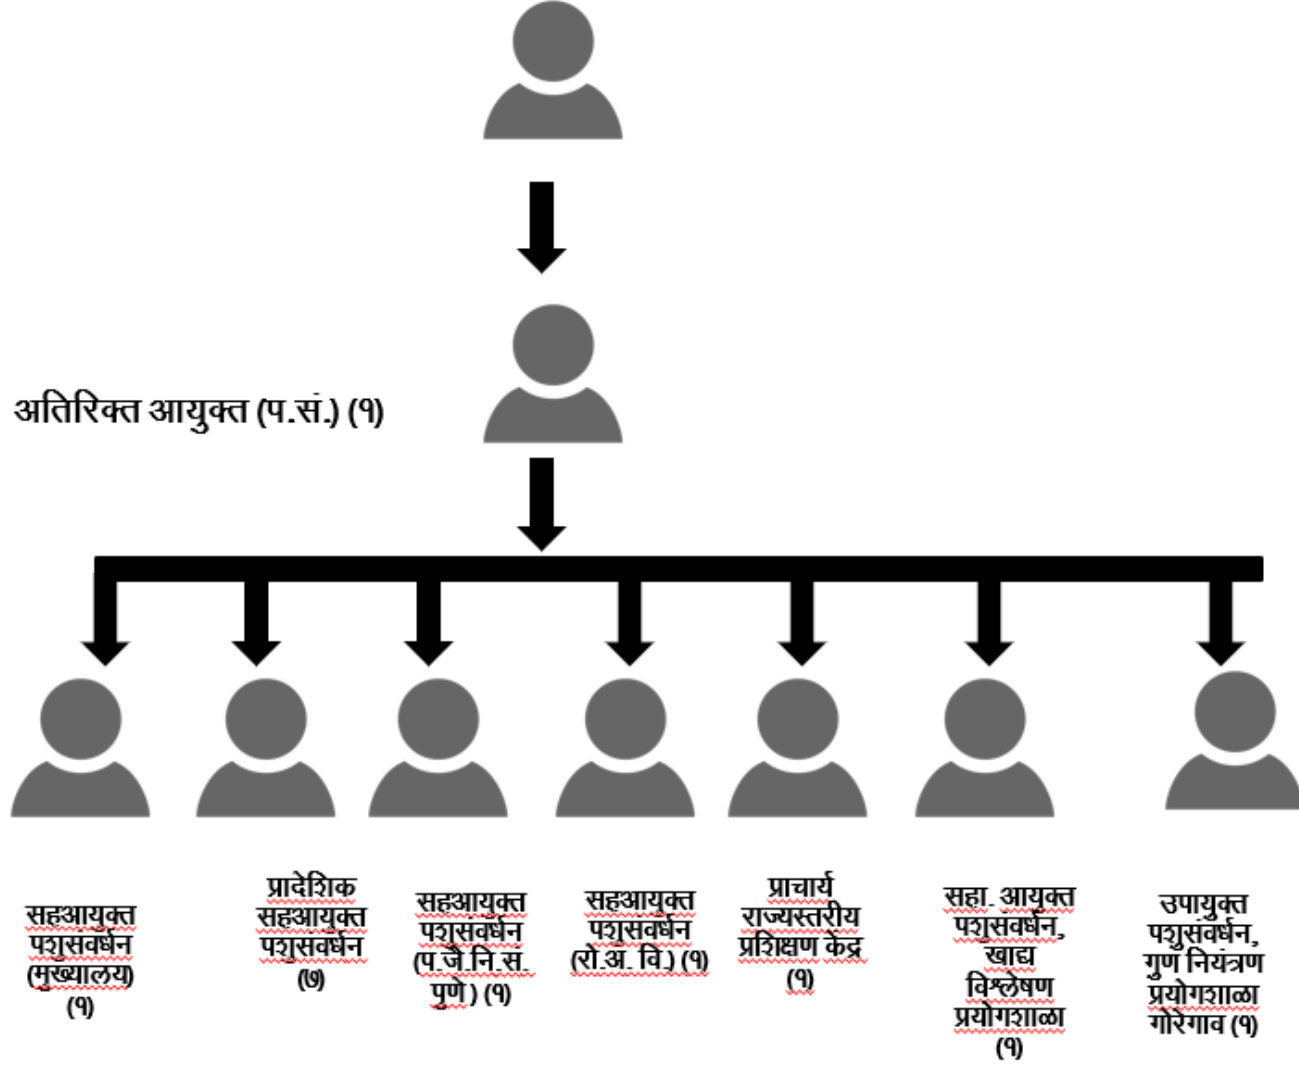 अतिरिक्त आयुक्त (प.सं.) (१)
सहआयुक्त
पशुसंवर्धन
(मुख्यालय)
(१)
प्रादेशिक
सहआयुक्त
पशुसंवर्धन
(७)
सहआयुक्त
पशुसंवर्धन
(प.जै.नि.सं.
पुणे ) (१)
सहआयुक्त
पशुसंवर्धन
(रो.अ. वि.) (१)
प्राचार्य
राज्यस्तरीय
प्रशिक्षण केंद्र
(१)
सहा. आयुक्त
पशुसंवर्धन,
खाद्य
विश्लेषण
प्रयोगशाळा
(१)
उपायुक्त
पशुसंवर्धन,
गुण नियंत्रण
प्रयोगशाळा
गोरेगाव (१)